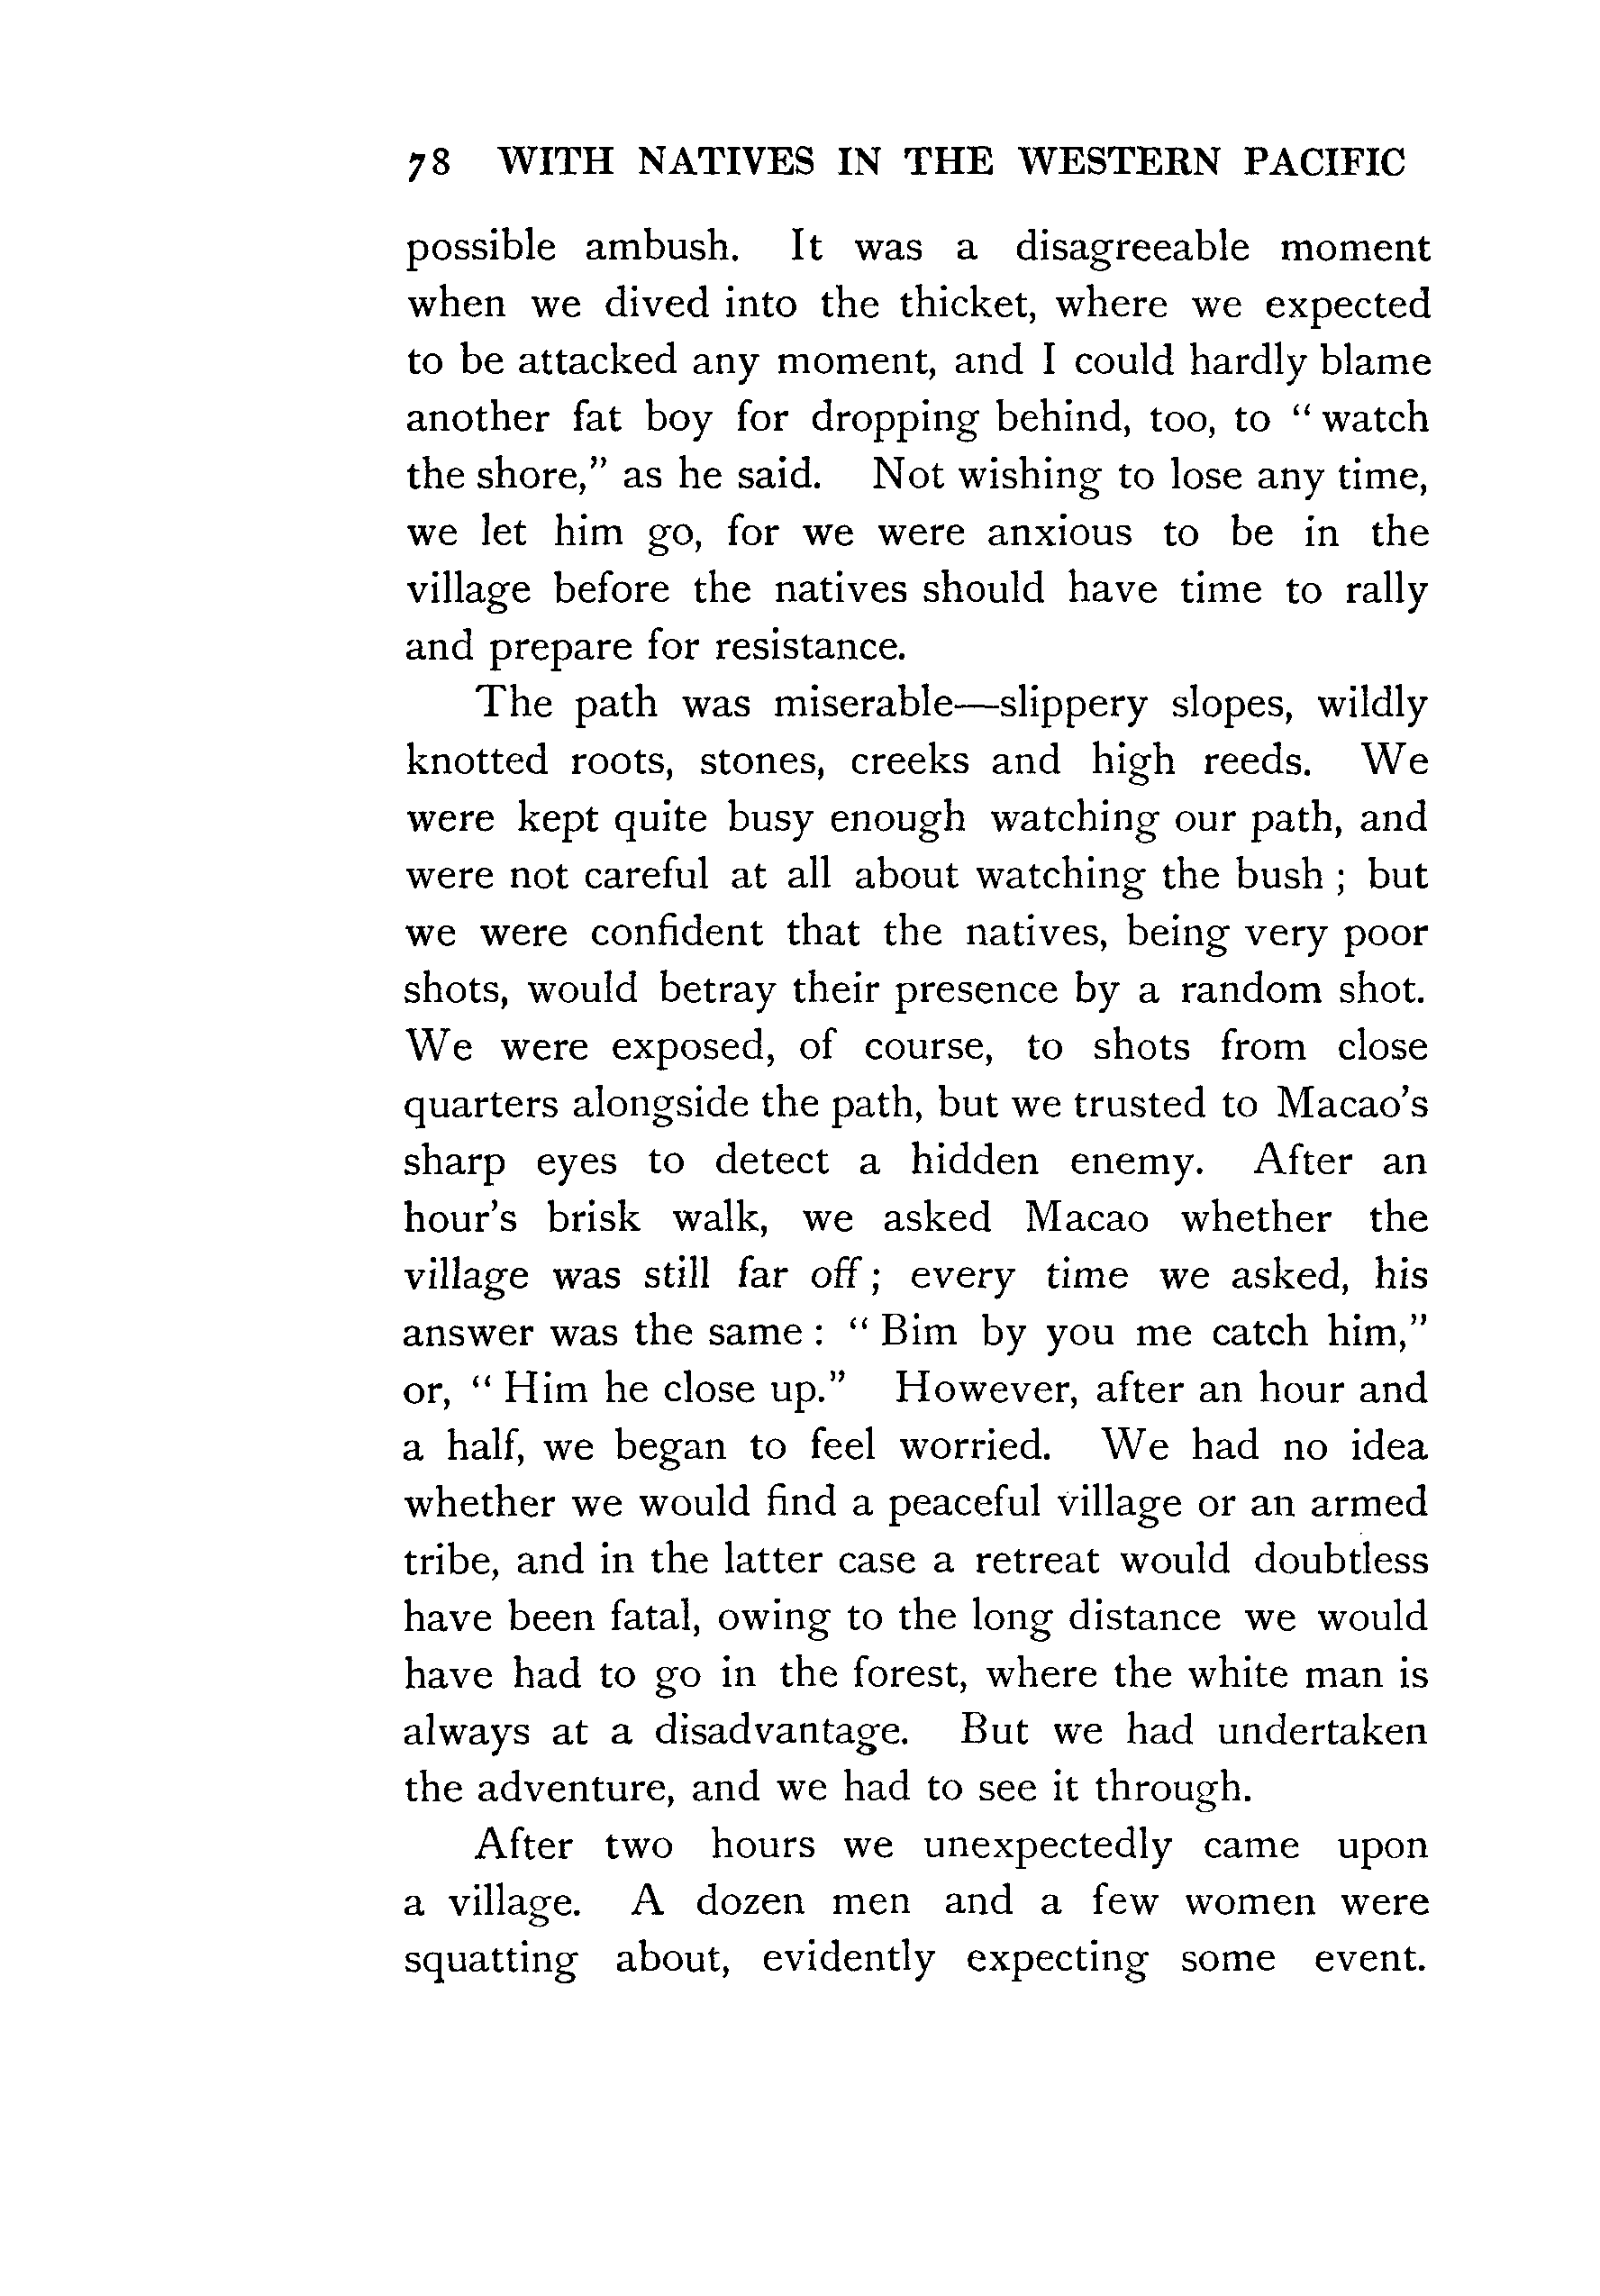 78 WITH NATIVES IN THE WESTERN PACIFIC
possible ambush. It was a disagreeable moment
when we dived into the thicket, where we expected
to be attacked any moment, and I could hardly blame
another fat boy for dropping behind, too, to “ watch
the shore,” as he said. Not wishing to lose any time,
we let him go, for we were anxious to be in the
village before the natives should have time to rally
and prepare for resistance.
The path was miserable—slippery slopes, wildly
knotted roots, stones, creeks and high reeds. We
were kept quite busy enough watching our path, and
were not careful at all about watching the bush ; but
we were confident that the natives, being very poor
shots, would betray their presence by a random shot.
We were exposed, of course, to shots from close
quarters alongside the path, but we trusted to Macao’s
sharp eyes to detect a hidden enemy. After an
hour’s brisk walk, we asked Macao whether the
village was still far off ; every time we asked, his
answer was the same : “ Bim by you me catch him,”
or, “ Him he close up.” However, after an hour and
a half, we began to feel worried. We had no idea
whether we would find a peaceful village or an armed
tribe, and in the latter case a retreat would doubtless
have been fatal, owing to the long distance we would
have had to go in the forest, where the white man is
always at a disadvantage. But we had undertaken
the adventure, and we had to see it through.
After two hours we unexpectedly came upon
a village. A dozen men and a few women were
squatting about, evidently expecting some event.